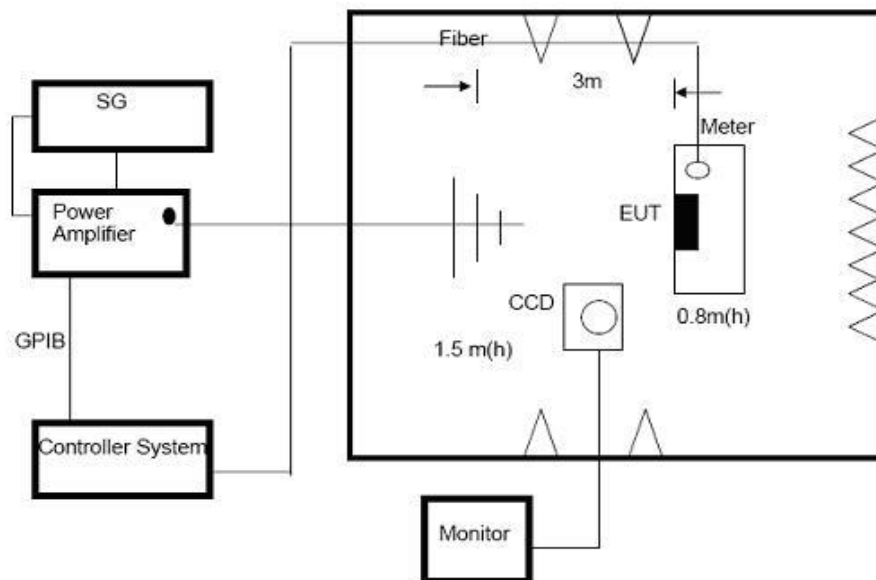 Fiber
3m
SG
Meter
Power
Amplifier
EUT
CCD
0.8m(h)
GPIB
1.5 m(h)
Controller System
Monitor